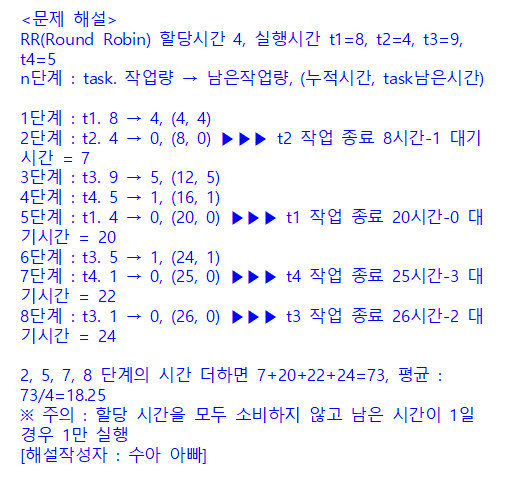 <문제 해설>
RR(Round Robin) 할당시간 4, 실행시간 t1=8, t2=4, t3=9,
t4=5
n단계 : task. 작업량 → 남은작업량, (누적시간, task남은시간)

1단계 : t1. 8 → 4, (4, 4)
2단계 : t2. 4 → 0, (8, 0) ▶▶▶ t2 작업 종료 8시간-1 대기
시간 = 7
3단계 : t3. 9 → 5, (12, 5)
4단계 : t4. 5 → 1, (16, 1)
5단계 : t1. 4 → 0, (20, 0) ▶▶▶ t1 작업 종료 20시간-0 대
기시간 = 20
6단계 : t3. 5 → 1, (24, 1)
7단계 : t4. 1 → 0, (25, 0) ▶▶▶ t4 작업 종료 25시간-3 대
기시간 = 22
8단계 : t3. 1 → 0, (26, 0) ▶▶▶ t3 작업 종료 26시간-2 대
기시간 = 24

2, 5, 7, 8 단계의 시간 더하면 7+20+22+24=73, 평균 :
73/4=18.25
※ 주의 : 할당 시간을 모두 소비하지 않고 남은 시간이 1일
경우 1만 실행
[해설작성자 : 수아 아빠]